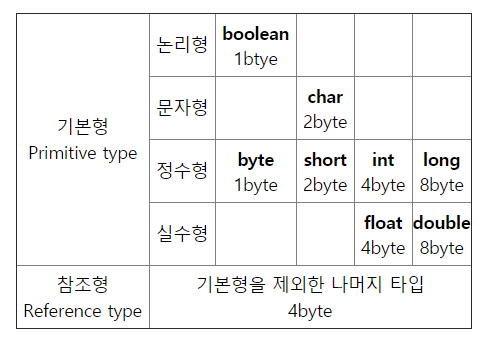 논리형 boolean
1btye
문자형 char
2byte
기본형
Primitive type
정수형 byte short int long
1byte 2byte 4byte 8byte
실수형 float double
4byte 8byte
참조형 기본형을 제외한 나머지 타입
Reference type 4byte